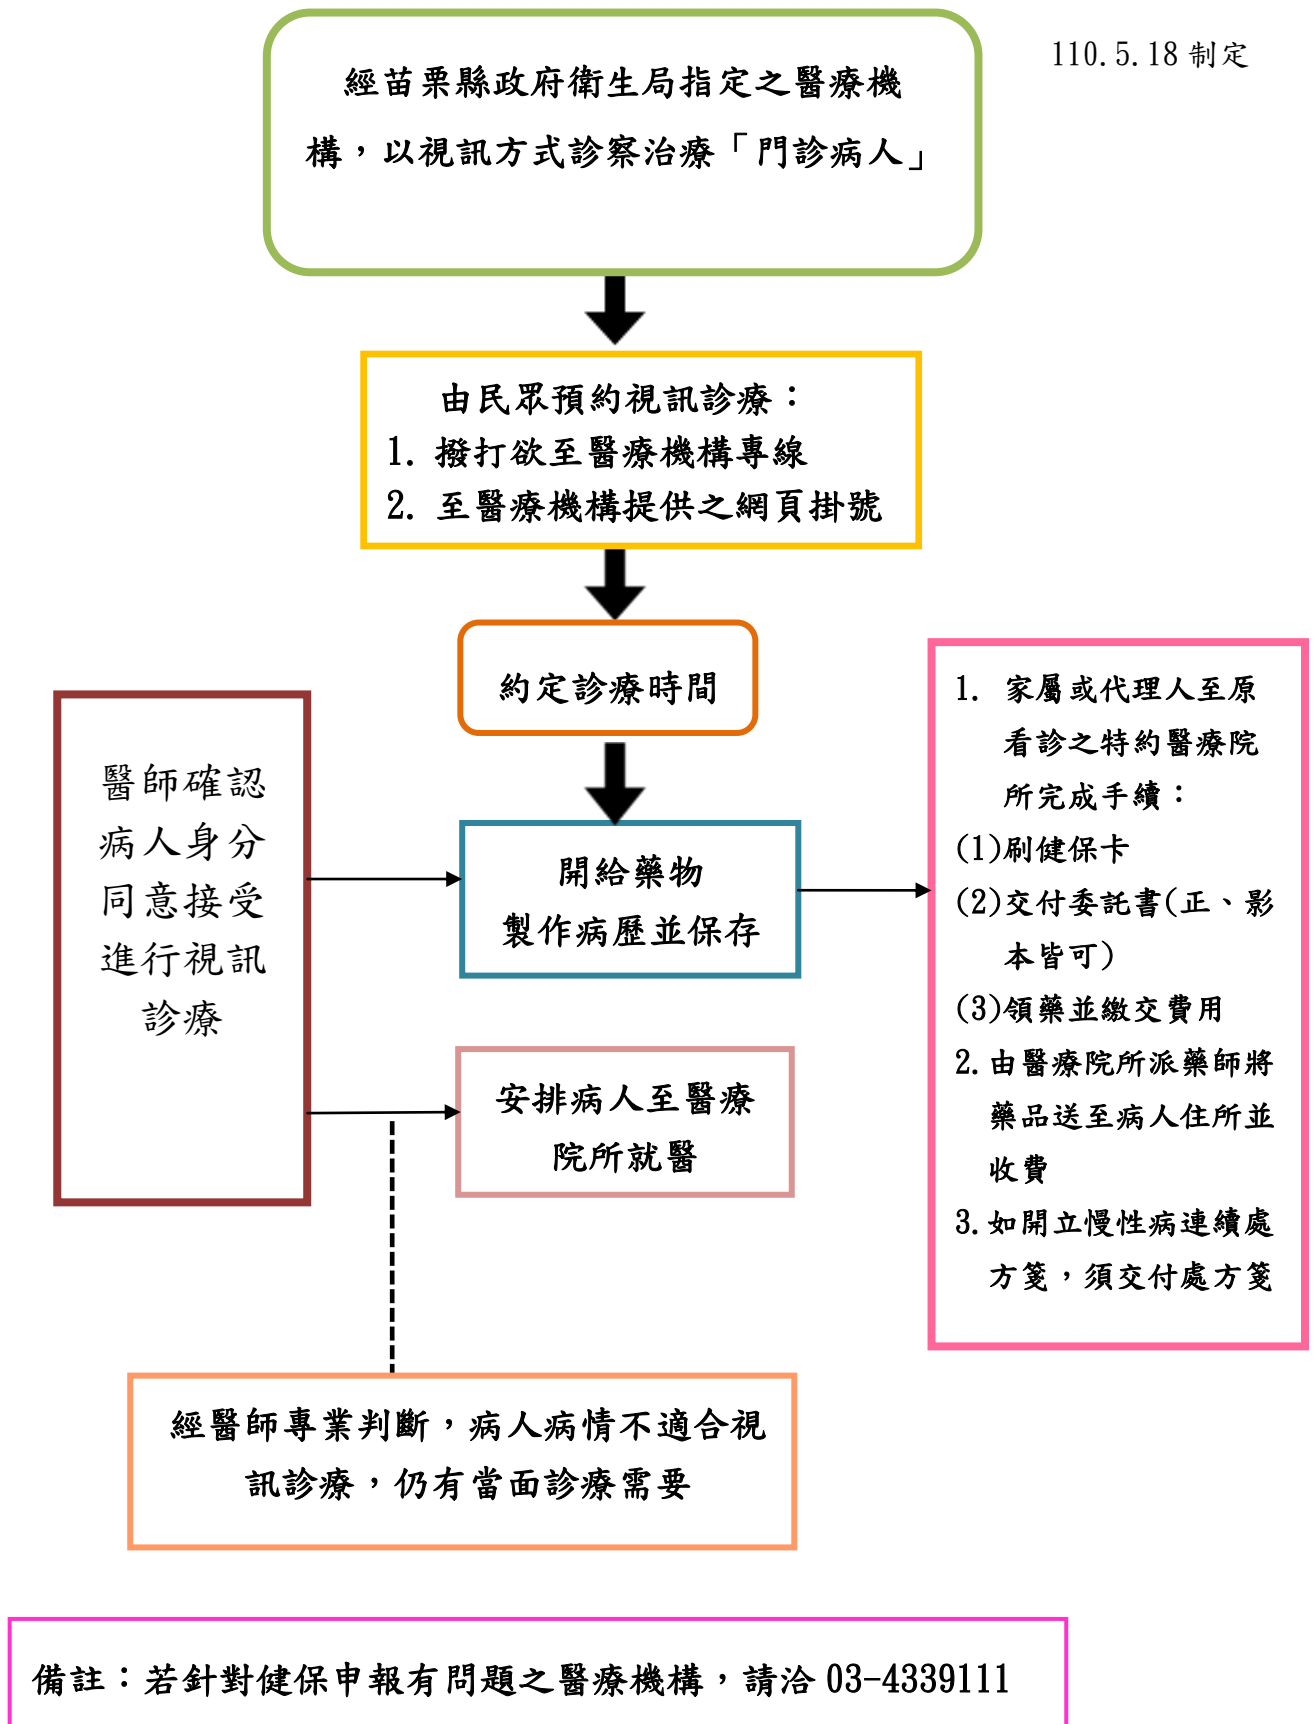 110.5.18 制定
經苗栗縣政府衛生局指定之醫療機
構，以視訊方式診察治療「門診病人」
由民眾預約視訊診療：
1. 撥打欲至醫療機構專線
2. 至醫療機構提供之網頁掛號
約定診療時間
醫師確認
病人身分
同意接受
進行視訊
診療
開給藥物
製作病歷並保存
安排病人至醫療
院所就醫
1. 家屬或代理人至原
看診之特約醫療院
所完成手續：
(1)刷健保卡
(2)交付委託書(正、影
本皆可)
(3)領藥並繳交費用
2.由醫療院所派藥師將
藥品送至病人住所並
收費
3.如開立慢性病連續處
方箋，須交付處方箋
經醫師專業判斷，病人病情不適合視
訊診療，仍有當面診療需要
備註：若針對健保申報有問題之醫療機構，請洽 03-4339111